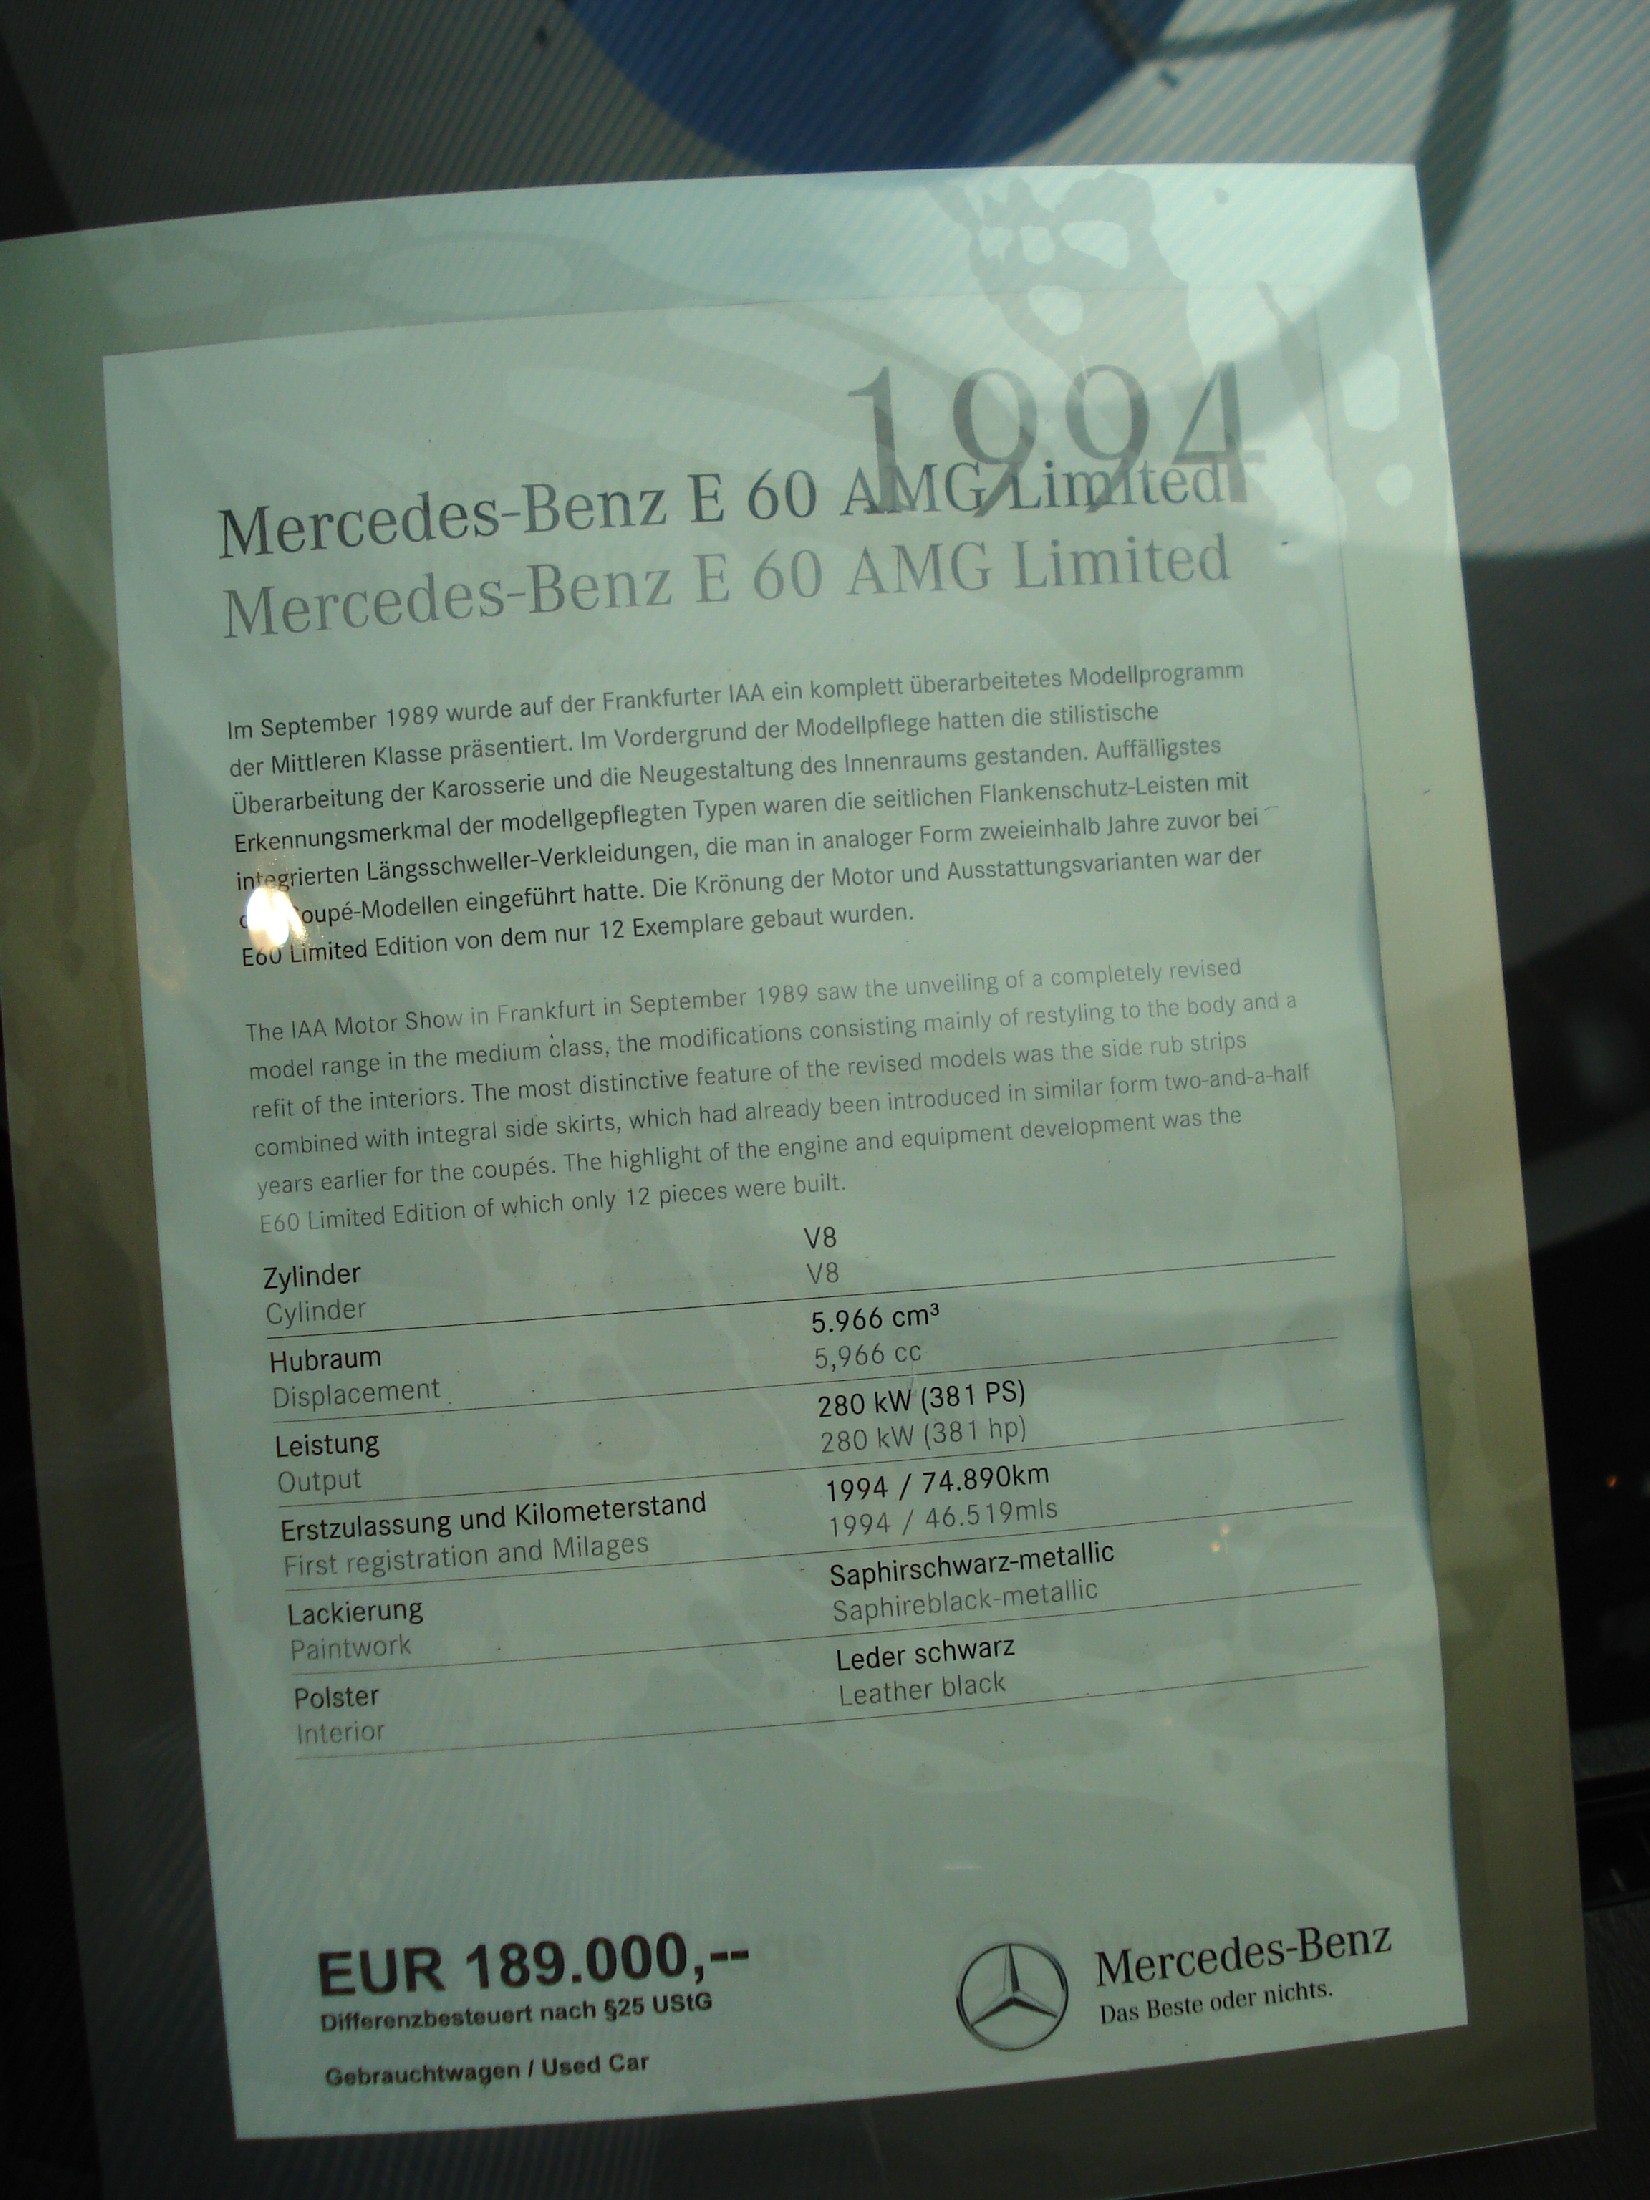 1994
Mercedes-Benz E 60 AMG Limited
Mercedes-Benz E 60 AMG Limited
Im September 1989 wurde auf der Frankfurter IAA ein komplett überarbeitetes Modellprogramm
der Mittleren Klasse präsentiert. Im Vordergrund der Modellpflege hatten die stilistische
Überarbeitung der Karosserie und die Neugestaltung des Innenraums gestanden. Auffälligstes
Erkennungsmerkmal der modellgepflegten Typen waren die seitlichen Flankenschutz-Leisten mit
integrierten Längsschweller-Verkleidungen, die man in analoger Form zweieinhalb Jahre zuvor bei
Coupé-Modellen eingeführt hatte. Die Krönung der Motor und Ausstattungsvarianten war der
E60 Limited Edition von dem nur 12 Exemplare gebaut wurden.
The IAA Motor Show in Frankfurt in September 1989 saw the unveiling of a completely revised
model range in the medium class, the modifications consisting mainly of restyling to the body and a
refit of the interiors. The most distinctive feature of the revised models was the side rub strips
combined with integral side skirts, which had already been introduced in similar form two-and-a-half
years earlier for the coupés. The highlight of the engine and equipment development was the
E60 Limited Edition of which only 12 pieces were built.
Zylinder V8
Cylinder V8
Hubraum 5.966 cm³
Displacement 5,966 cc
Leistung 280 kW (381 PS)
Output 280 kW (381 hp)
Erstzulassung und Kilometerstand 1994 / 74.890km
First registration and Milages 1994 / 46.519mls
Lackierung Saphirschwarz-metallic
Paintwork Saphireblack-metallic
Polster Leder schwarz
Interior Leather black
EUR 189.000,--
Differenzbesteuert nach §25 UStG
Gebrauchtwagen / Used Car
Mercedes-Benz
Das Beste oder nichts.